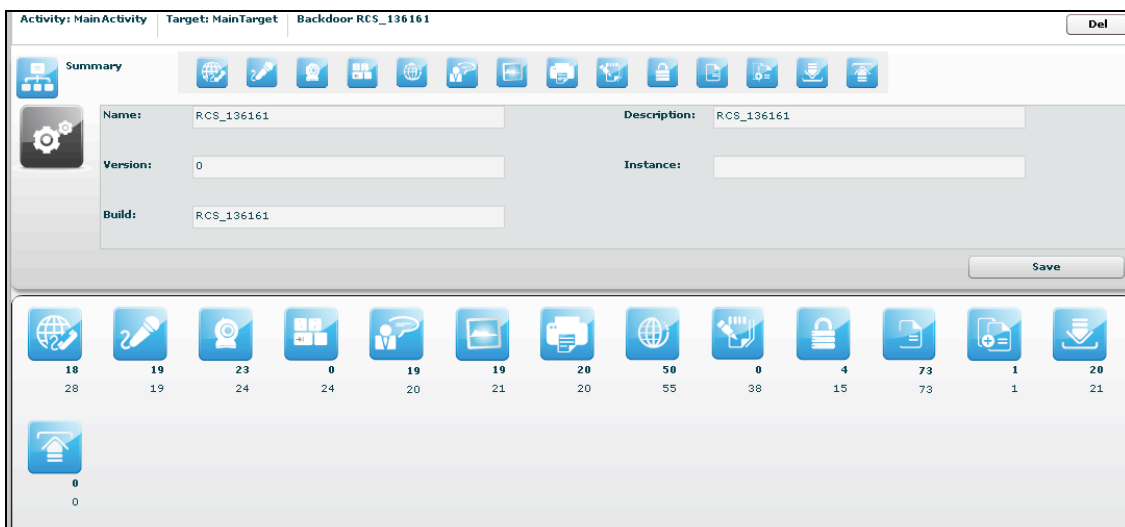 Activity: MainActivity Target: MainTarget Backdoor RCS_136161 Del
Summary
Name: RCS_136161 Description: RCS_136161
Version: 0 Instance:
Build: RCS_136161
Save
18 19 23 0 19 19 20 50 0 4 73 1 20
28 19 24 24 20 21 20 55 38 15 73 1 21
0
0